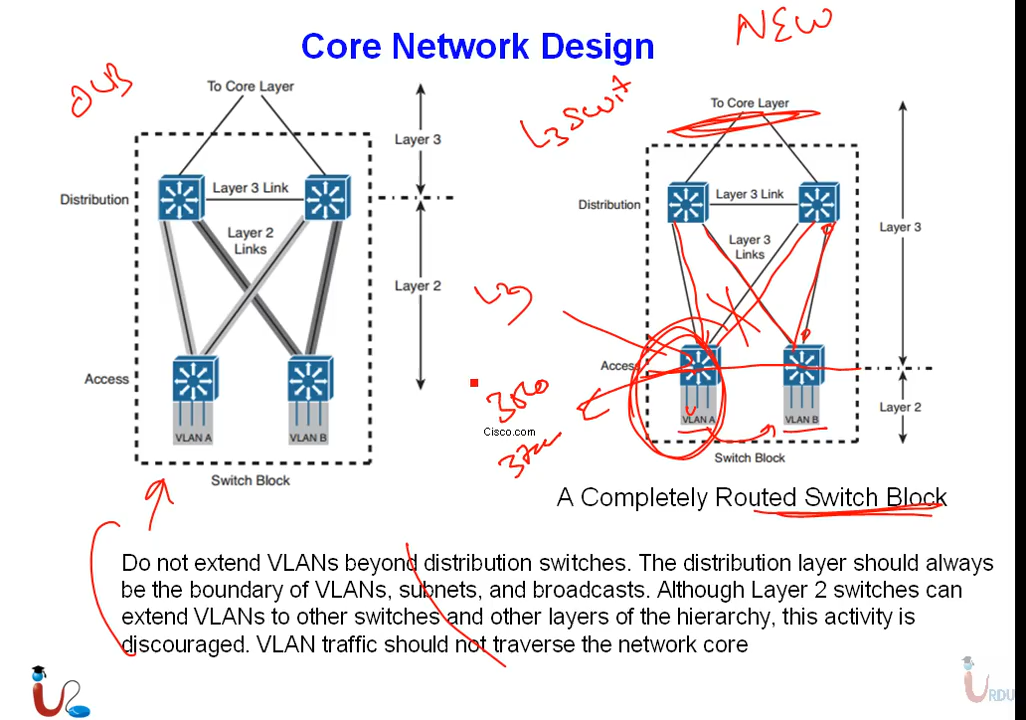 Core Network Design
NEW
OLD
To Core Layer
Layer 3
Distribution
Layer 3 Link
Layer 2
Links
Layer 2
Access
VLAN A
VLAN B
Switch Block
L3 Swit
To Core Layer
Distribution
Layer 3 Link
Layer 3
Links
Layer 3
L3
Access
Layer 2
VLAN A
VLAN B
Cisco.com
Switch Block
A Completely Routed Switch Block
Do not extend VLANs beyond distribution switches. The distribution layer should always
be the boundary of VLANs, subnets, and broadcasts. Although Layer 2 switches can
extend VLANs to other switches and other layers of the hierarchy, this activity is
discouraged. VLAN traffic should not traverse the network core
URDU